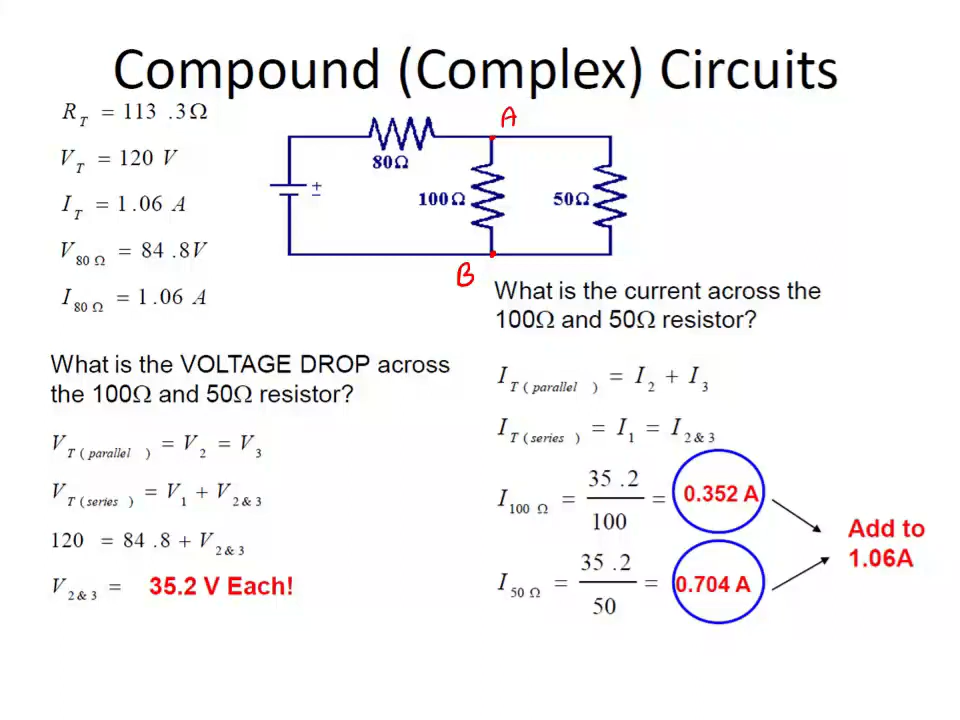 Compound (Complex) Circuits
R_T = 113 .3Ω
V_T = 120 V
I_T = 1.06 A
V_80 Ω = 84 .8V
I_80 Ω = 1.06 A
A
80Ω
+
-
100Ω
50Ω
B
What is the VOLTAGE DROP across
the 100Ω and 50Ω resistor?
V_T ( parallel ) = V_2 = V_3
V_T ( series ) = V_1 + V_2 & 3
120 = 84 .8 + V_2 & 3
V_2 & 3 = 35.2 V Each!
What is the current across the
100Ω and 50Ω resistor?
I_T ( parallel ) = I_2 + I_3
I_T ( series ) = I_1 = I_2 & 3
I_100 Ω = 35 .2 / 100 = 0.352 A
I_50 Ω = 35 .2 / 50 = 0.704 A
Add to
1.06A